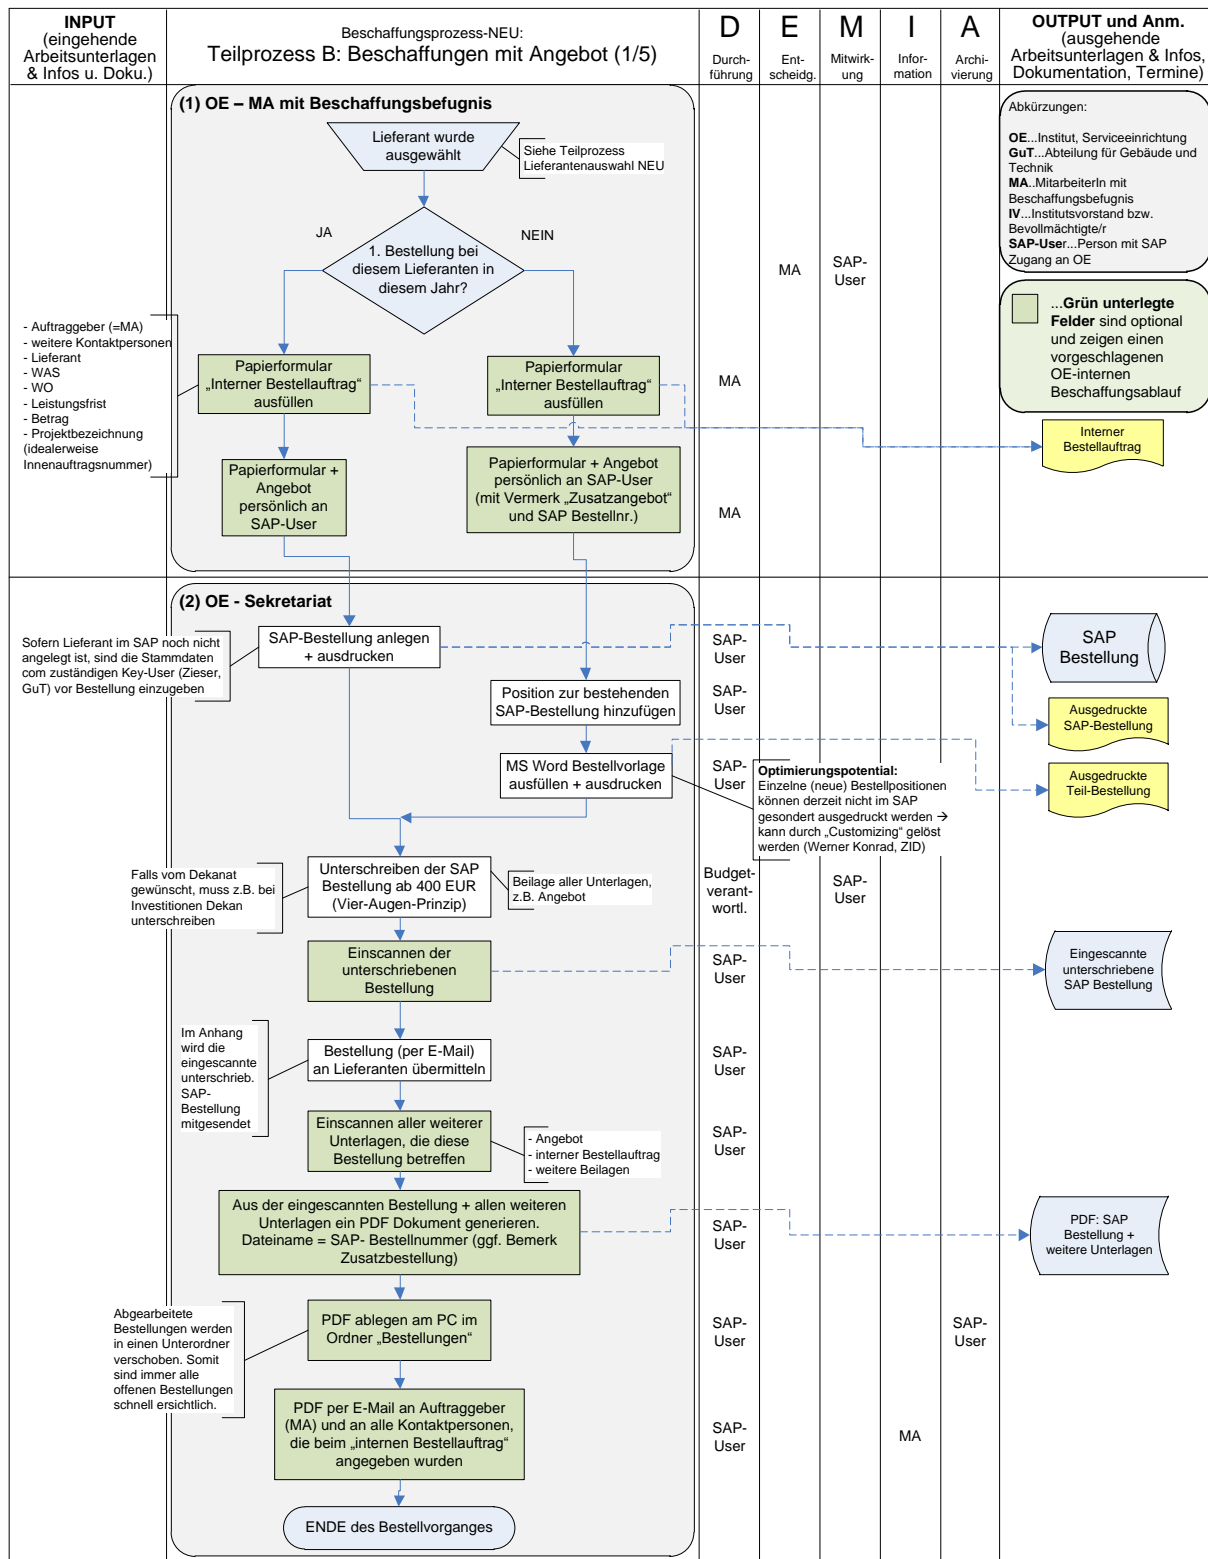 INPUT
(eingehende
Arbeitsunterlagen
& Infos u. Doku.)
Beschaffungsprozess-NEU:
Teilprozess B: Beschaffungen mit Angebot (1/5)
D
Durch-
führung
E
Ent-
scheidg.
M
Mitwirk-
ung
I
Infor-
mation
A
Archi-
vierung
OUTPUT und Anm.
(ausgehende
Arbeitsunterlagen & Infos,
Dokumentation, Termine)
(1) OE – MA mit Beschaffungsbefugnis
Lieferant wurde
ausgewählt
Siehe Teilprozess
Lieferantenauswahl NEU
JA
NEIN
1. Bestellung bei
diesem Lieferanten in
diesem Jahr?
MA
SAP-
User
Abkürzungen:
OE...Institut, Serviceeinrichtung
GuT...Abteilung für Gebäude und
Technik
MA..MitarbeiterIn mit
Beschaffungsbefugnis
IV...Institutsvorstand bzw.
Bevollmächtigte/r
SAP-User...Person mit SAP
Zugang an OE
...Grün unterlegte
Felder sind optional
und zeigen einen
vorgeschlagenen
OE-internen
Beschaffungsablauf
- Auftraggeber (=MA)
- weitere Kontaktpersonen
- Lieferant
- WAS
- WO
- Leistungsfrist
- Betrag
- Projektbezeichnung
(idealerweise
Innenauftragsnummer)
Papierformular
„Interner Bestellauftrag“
ausfüllen
Papierformular
„Interner Bestellauftrag“
ausfüllen
MA
Interner
Bestellauftrag
Papierformular +
Angebot
persönlich an
SAP-User
Papierformular + Angebot
persönlich an SAP-User
(mit Vermerk „Zusatzangebot“
und SAP Bestellnr.)
MA
(2) OE - Sekretariat
Sofern Lieferant im SAP noch nicht
angelegt ist, sind die Stammdaten
com zuständigen Key-User (Zieser,
GuT) vor Bestellung einzugeben
SAP-Bestellung anlegen
+ ausdrucken
SAP-
User
SAP
Bestellung
Position zur bestehenden
SAP-Bestellung hinzufügen
SAP-
User
Ausgedruckte
SAP-Bestellung
MS Word Bestellvorlage
ausfüllen + ausdrucken
SAP-
User
Optimierungspotential:
Einzelne (neue) Bestellpositionen
können derzeit nicht im SAP
gesondert ausgedruckt werden →
kann durch „Customizing“ gelöst
werden (Werner Konrad, ZID)
Ausgedruckte
Teil-Bestellung
Falls vom Dekanat
gewünscht, muss z.B. bei
Investitionen Dekan
unterschreiben
Unterschreiben der SAP
Bestellung ab 400 EUR
(Vier-Augen-Prinzip)
Beilage aller Unterlagen,
z.B. Angebot
Budget-
verant-
wortl.
SAP-
User
Einscannen der
unterschriebenen
Bestellung
SAP-
User
Eingescannte
unterschriebene
SAP Bestellung
Im Anhang
wird die
eingescannte
unterschrieb.
SAP-
Bestellung
mitgesendet
Bestellung (per E-Mail)
an Lieferanten übermitteln
SAP-
User
Einscannen aller weiterer
Unterlagen, die diese
Bestellung betreffen
- Angebot
- interner Bestellauftrag
- weitere Beilagen
SAP-
User
Aus der eingescannten Bestellung + allen weiteren
Unterlagen ein PDF Dokument generieren.
Dateiname = SAP- Bestellnummer (ggf. Bemerk
Zusatzbestellung)
SAP-
User
PDF: SAP
Bestellung +
weitere Unterlagen
Abgearbeitete
Bestellungen werden
in einen Unterordner
verschoben. Somit
sind immer alle
offenen Bestellungen
schnell ersichtlich.
PDF ablegen am PC im
Ordner „Bestellungen“
SAP-
User
SAP-
User
PDF per E-Mail an Auftraggeber
(MA) und an alle Kontaktpersonen,
die beim „internen Bestellauftrag“
angegeben wurden
SAP-
User
MA
ENDE des Bestellvorganges